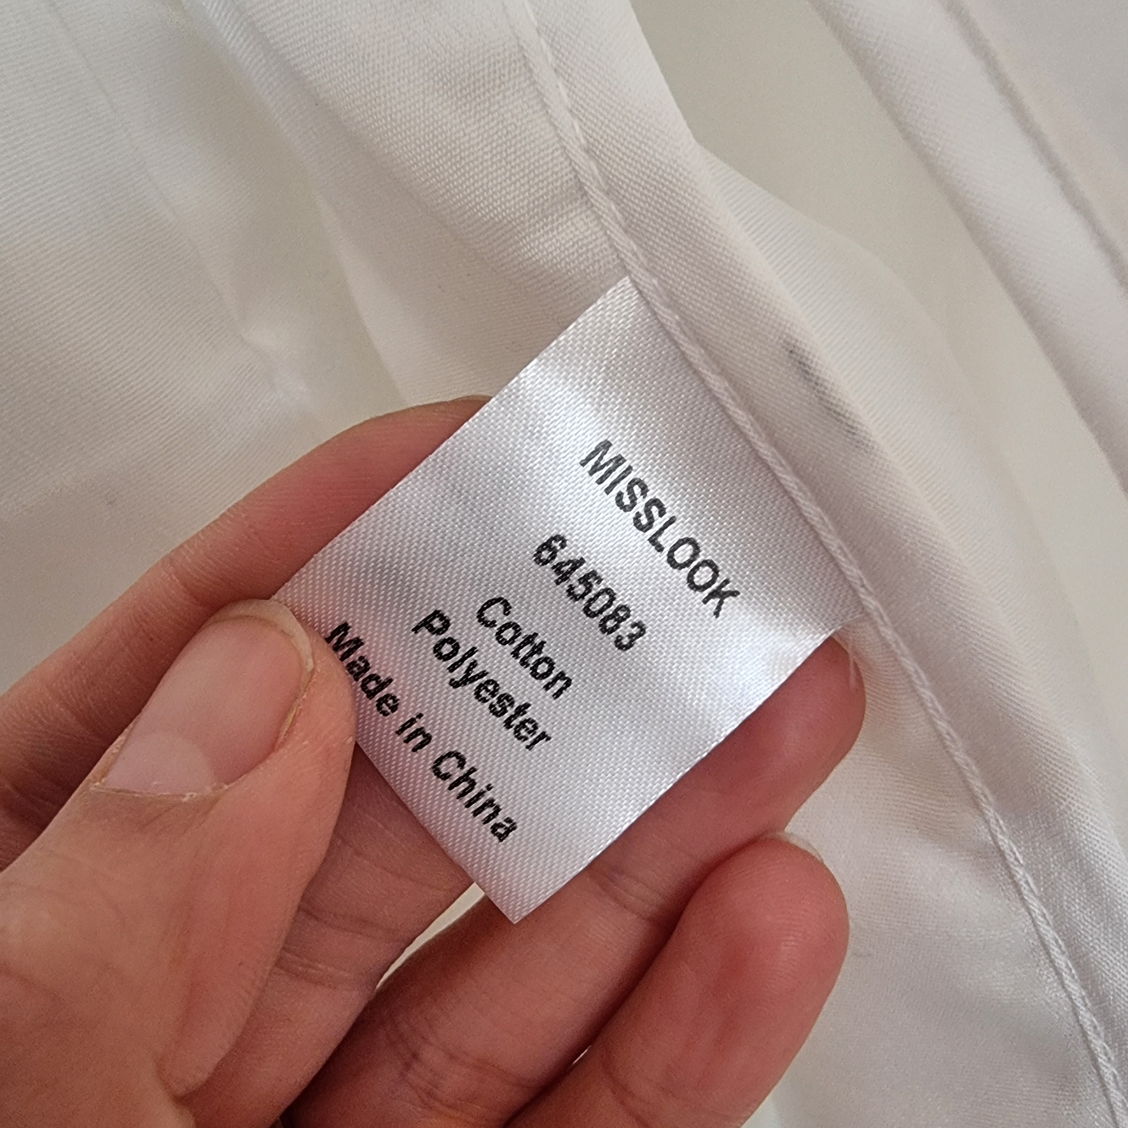 MISSLOOK
645083
Cotton
Polyester
Made in China